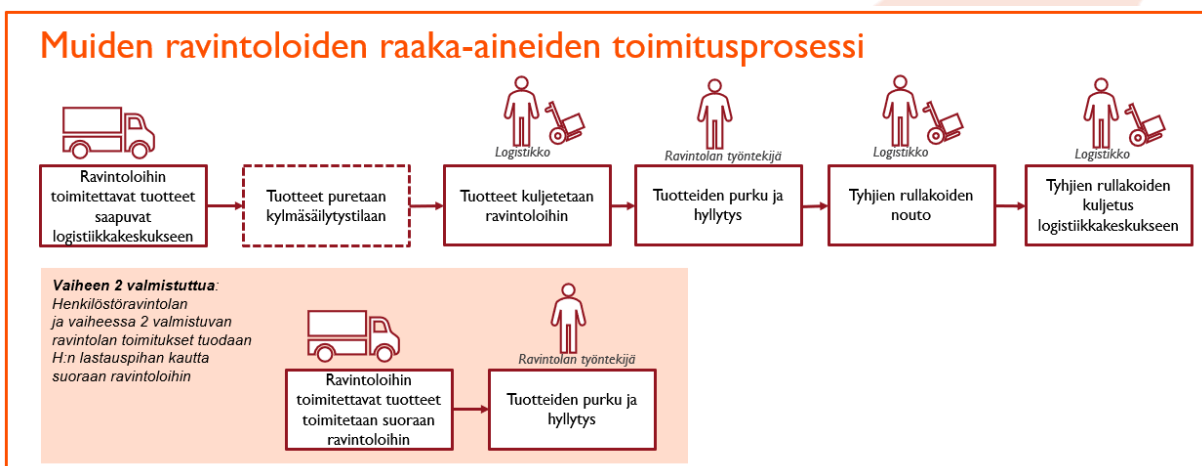 Muiden ravintoloiden raaka-aineiden toimitusprosessi
Logistikko
Ravintolan työntekijä
Logistikko
Logistikko
Ravintoloihin
toimitettavat tuotteet
saapuvat
logistiikkakeskukseen
Tuotteet puretaan
kylmäsäilytystilaan
Tuotteet kuljetetaan
ravintoloihin
Tuotteiden purku ja
hyllytys
Tyhjien rullakoiden
nouto
Tyhjien rullakoiden
kuljetus
logistiikkakeskukseen
Vaiheen 2 valmistuttua:
Henkilöstöravintolan
ja vaiheessa 2 valmistuvan
ravintolan toimitukset tuodaan
H:n lastauspihan kautta
suoraan ravintoloihin
Ravintolan työntekijä
Ravintoloihin
toimitettavat tuotteet
toimitetaan suoraan
ravintoloihin
Tuotteiden purku ja
hyllytys